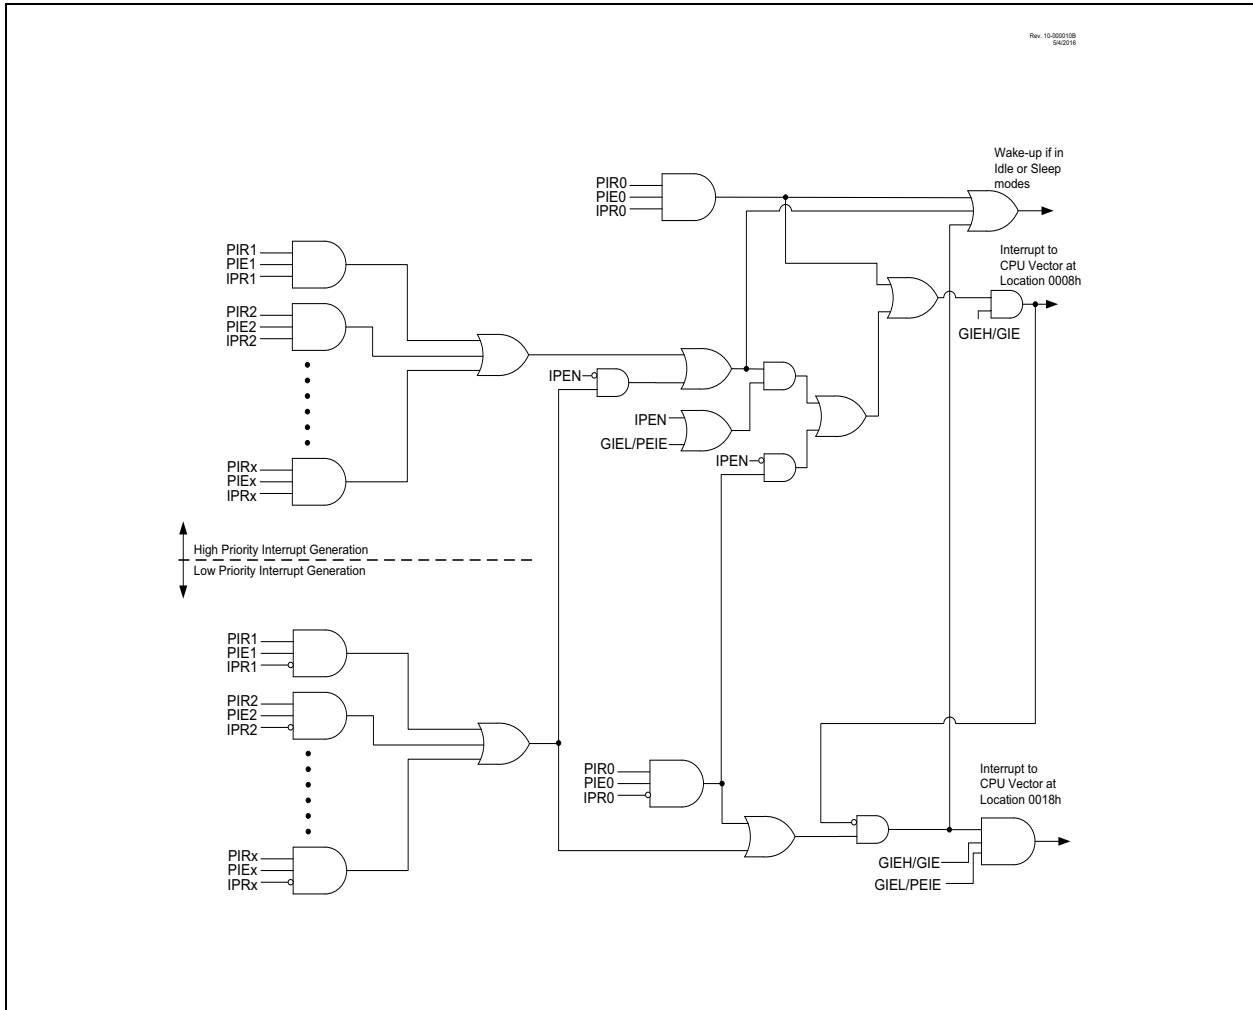 Rev. 10-000010B
5/4/2016
Wake-up if in
Idle or Sleep
modes
PIR0
PIE0
IPR0
PIR1
PIE1
IPR1
Interrupt to
CPU Vector at
Location 0008h
PIR2
PIE2
IPR2
GIEH/GIE
IPEN
IPEN
GIEL/PEIE
IPEN
PIRx
PIEx
IPRx
High Priority Interrupt Generation
Low Priority Interrupt Generation
PIR1
PIE1
IPR1
PIR2
PIE2
IPR2
PIR0
PIE0
IPR0
Interrupt to
CPU Vector at
Location 0018h
PIRx
PIEx
IPRx
GIEH/GIE
GIEL/PEIE